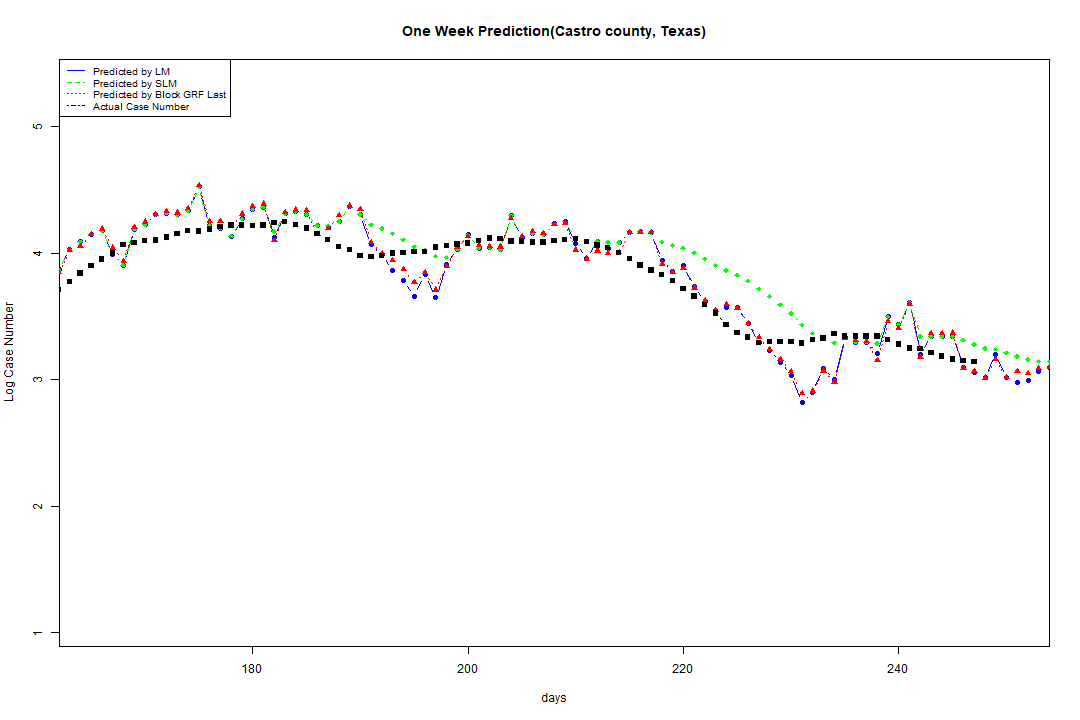 One Week Prediction(Castro county, Texas)
Predicted by LM
Predicted by SLM
Predicted by Block GRF Last
Actual Case Number
5
4
3
2
1
Log Case Number
180
200
220
240
days